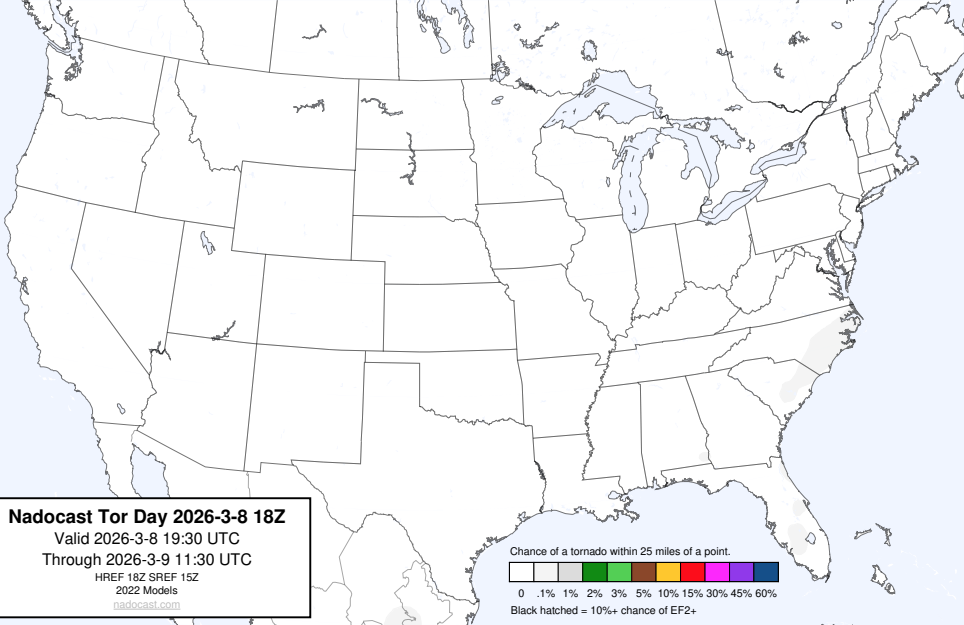 Nadocast Tor Day 2026-3-8 18Z
Valid 2026-3-8 19:30 UTC
Through 2026-3-9 11:30 UTC
HREF 18Z SREF 15Z
2022 Models
nadocast.com
Chance of a tornado within 25 miles of a point.
0 .1% 1% 2% 3% 5% 10% 15% 30% 45% 60%
Black hatched = 10%+ chance of EF2+